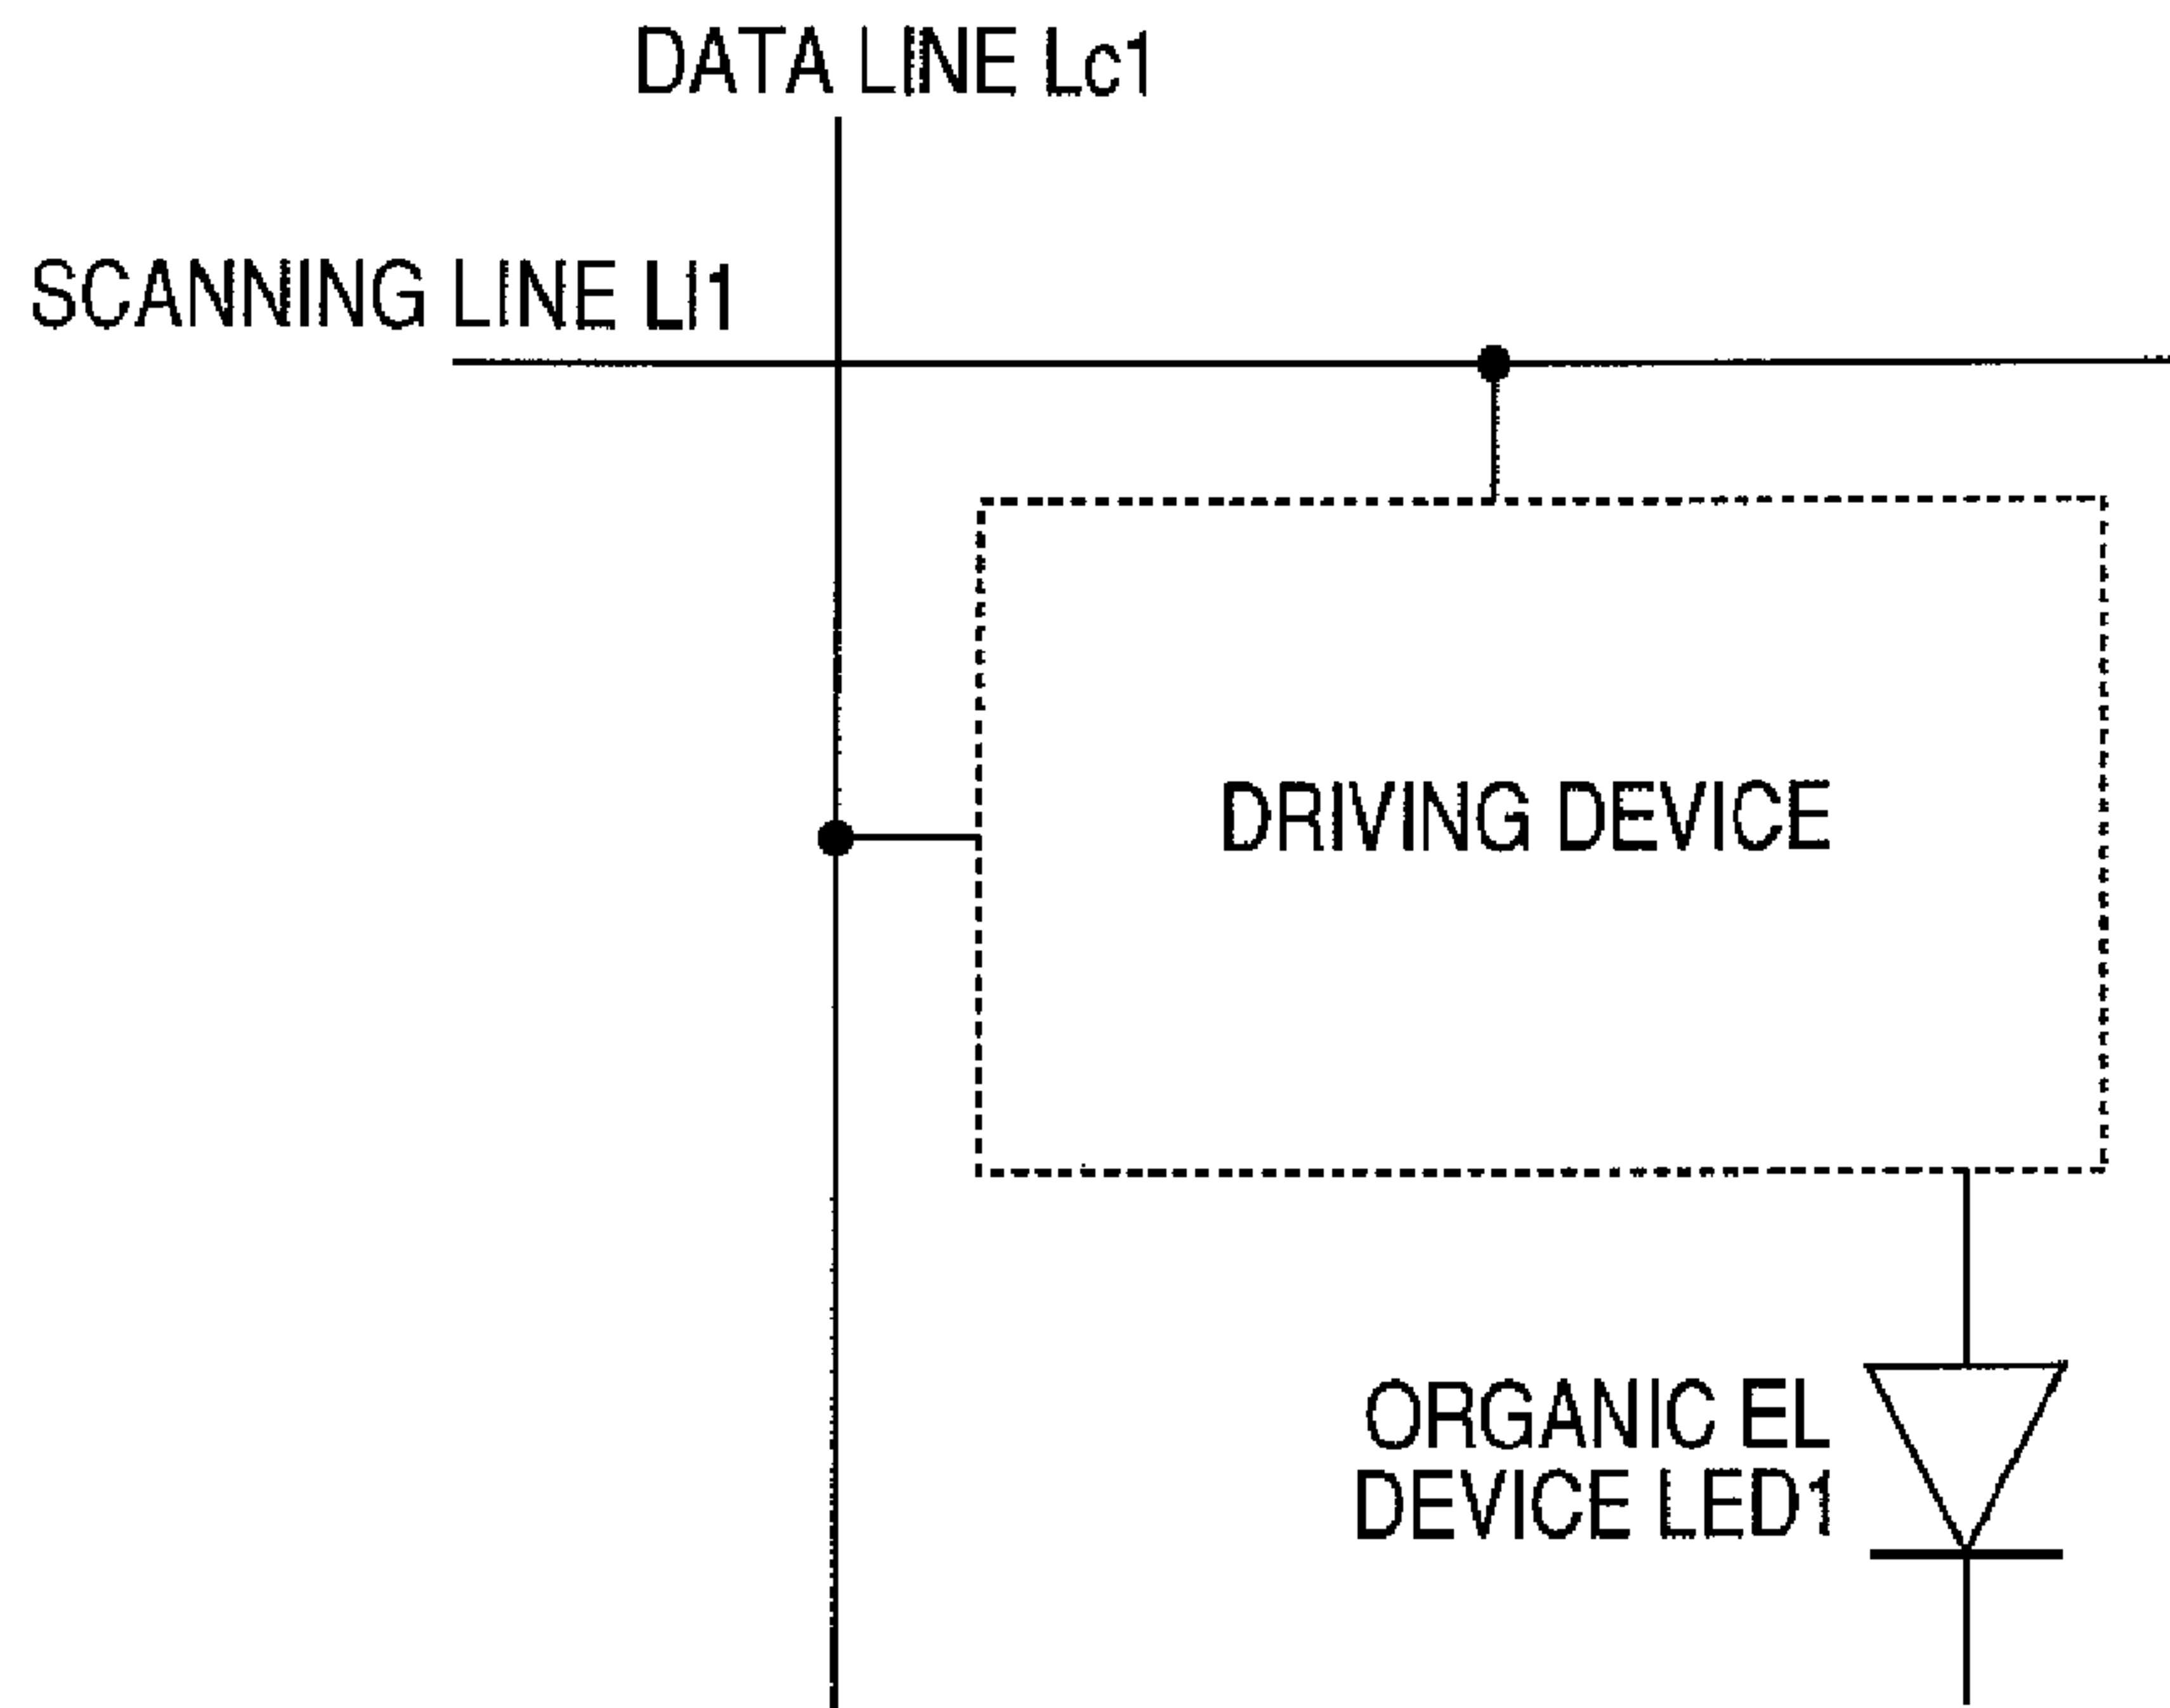 DATA LINE Lc1
SCANNING LINE Ll1
DRIVING DEVICE
ORGANIC EL
DEVICE LED1